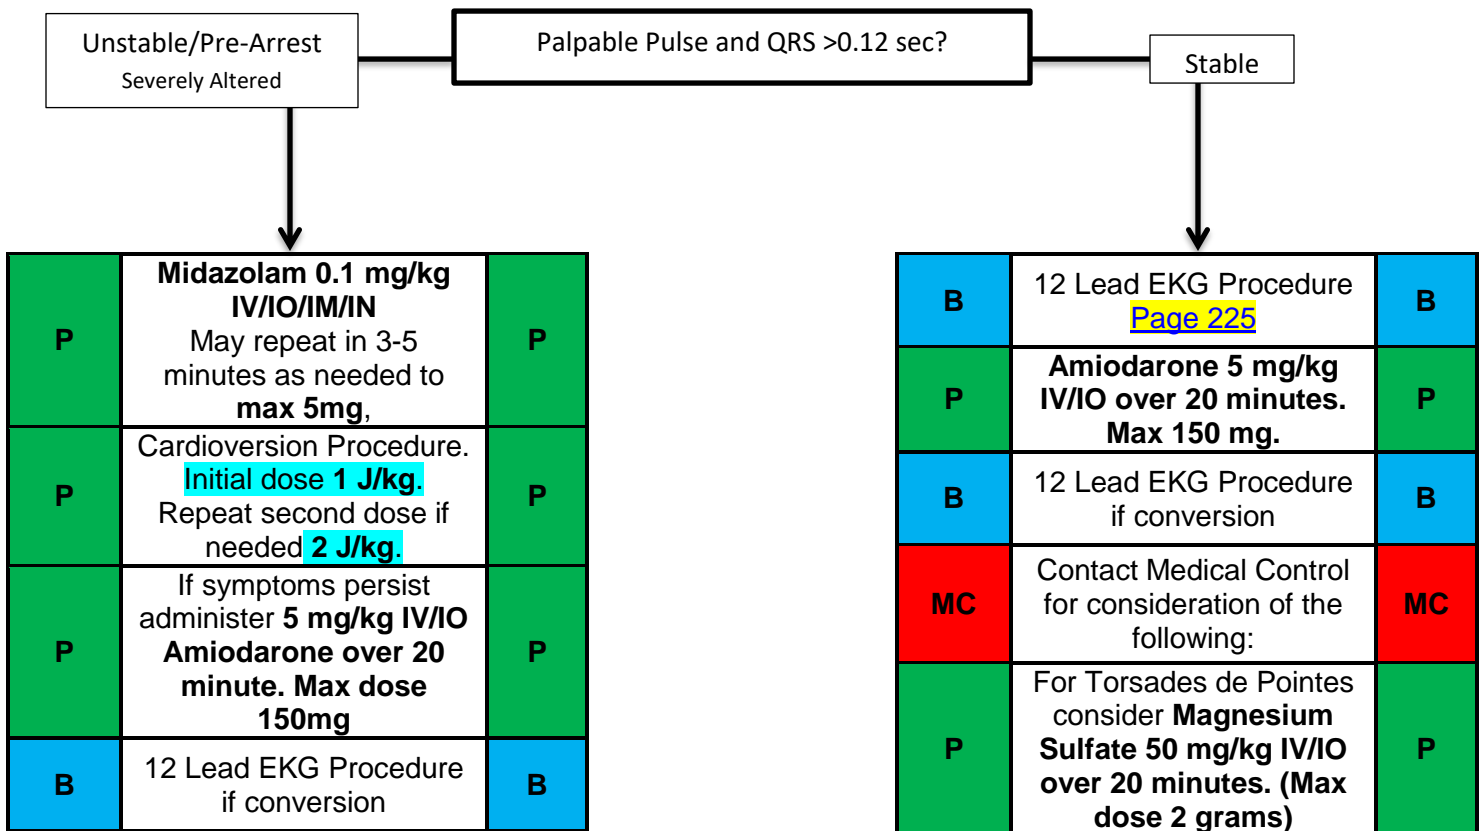 Unstable/Pre-Arrest
Severely Altered
Palpable Pulse and QRS >0.12 sec?
Stable
P
Midazolam 0.1 mg/kg
IV/IO/IM/IN
May repeat in 3-5
minutes as needed to
max 5mg,
P
P
Cardioversion Procedure.
Initial dose 1 J/kg.
Repeat second dose if
needed 2 J/kg.
P
P
If symptoms persist
administer 5 mg/kg IV/IO
Amiodarone over 20
minute. Max dose
150mg
P
B
12 Lead EKG Procedure
if conversion
B
B
12 Lead EKG Procedure
Page 225
B
P
Amiodarone 5 mg/kg
IV/IO over 20 minutes.
Max 150 mg.
P
B
12 Lead EKG Procedure
if conversion
B
MC
Contact Medical Control
for consideration of the
following:
MC
P
For Torsades de Pointes
consider Magnesium
Sulfate 50 mg/kg IV/IO
over 20 minutes. (Max
dose 2 grams)
P